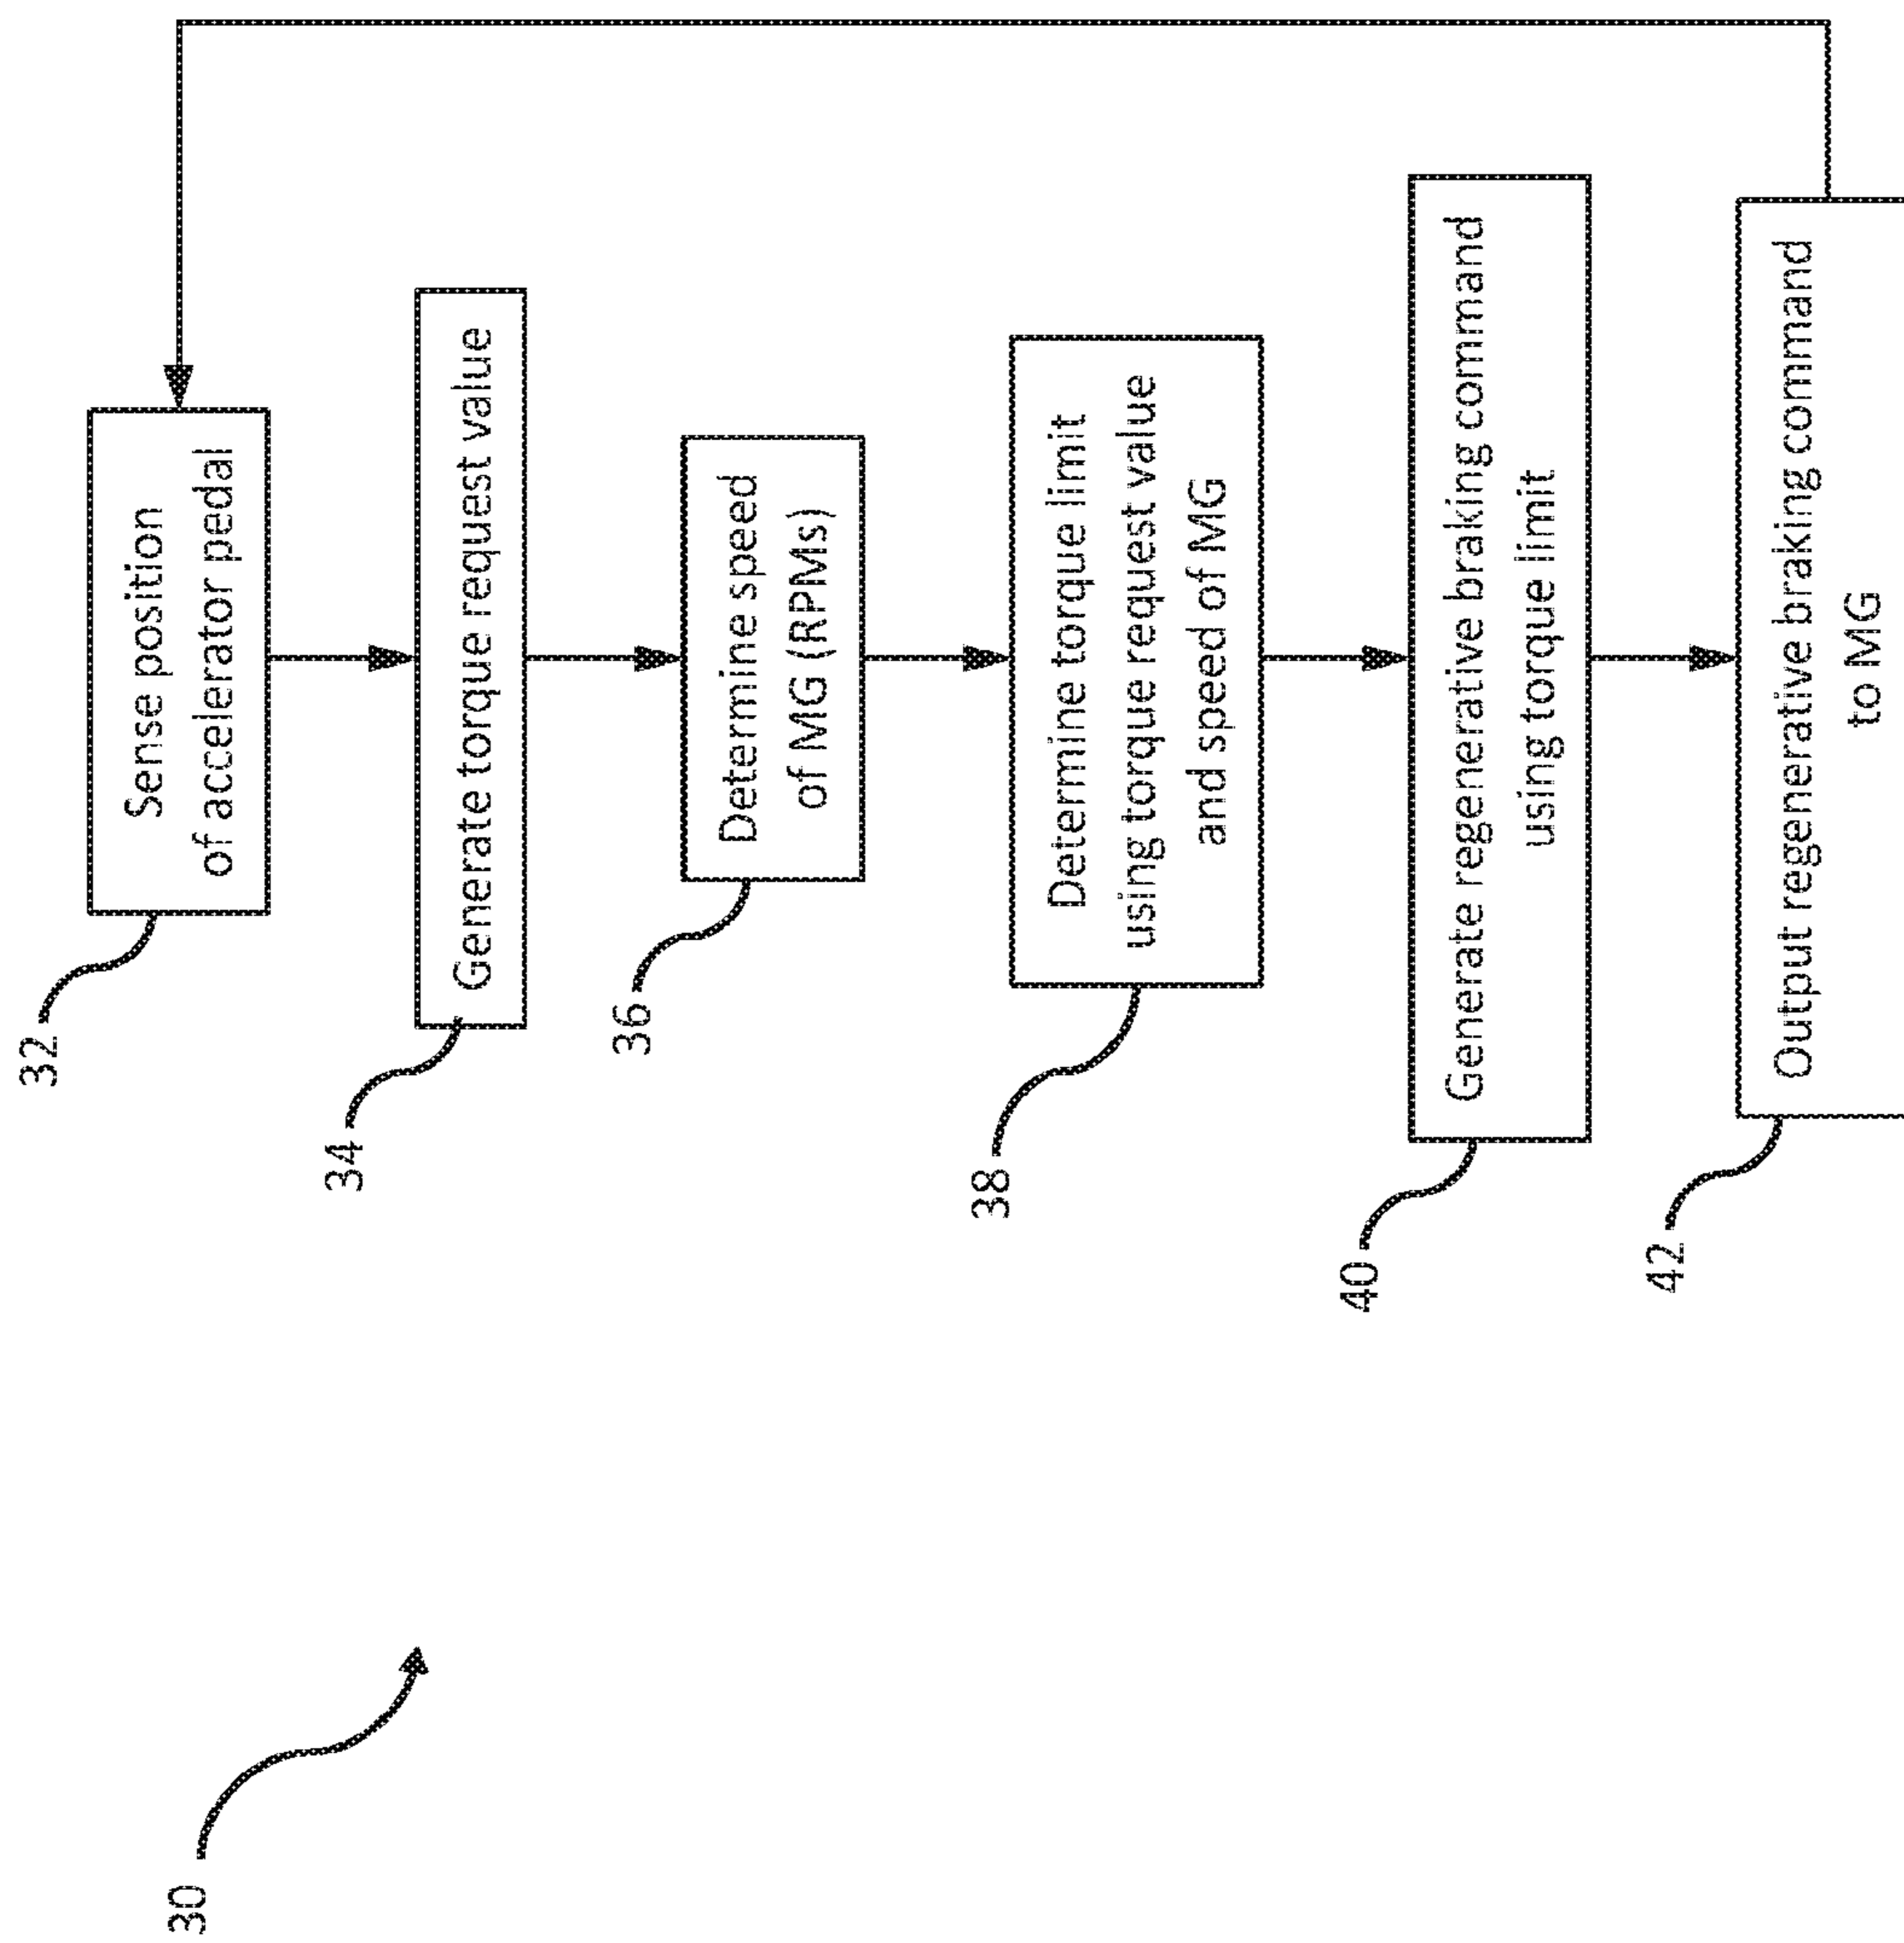 30
32
Sense position
of accelerator pedal
34
Generate torque request value
36
Determine speed
of MG (RPMs)
38
Determine torque limit
using torque request value
and speed of MG
40
Generate regenerative braking command
using torque limit
42
Output regenerative braking command
to MG